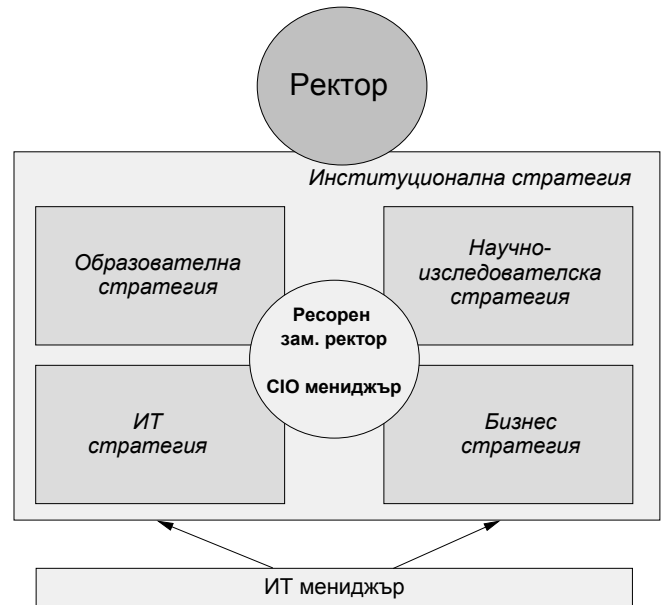 Ректор
Институционална стратегия
Образователна
стратегия
Научно-
изследователска
стратегия
Ресорен
зам. ректор
CIO мениджър
ИТ
стратегия
Бизнес
стратегия
ИТ мениджър